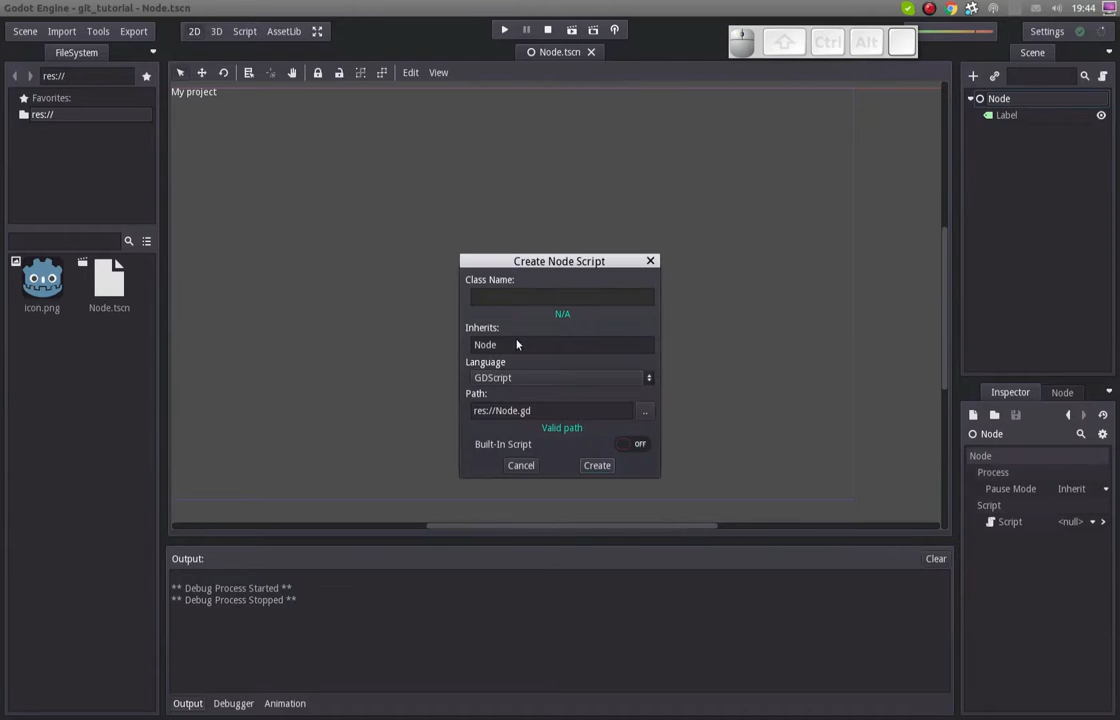 Godot Engine - git_tutorial - Node.tscn
19:44
Scene Import Tools Export
2D 3D Script AssetLib
Settings
Ctrl Alt
FileSystem
Node.tscn
Scene
res://
Edit View
Favorites:
res://
My project
Node
Label
icon.png
Node.tscn
Create Node Script
Class Name:
N/A
Inherits:
Node
Language
GDScript
Path:
res://Node.gd
..
Valid path
Built-In Script OFF
Cancel Create
Inspector Node
Node
Node
Process
Pause Mode Inherit
Script
Script <null>
Output: Clear
** Debug Process Started **
** Debug Process Stopped **
Output Debugger Animation